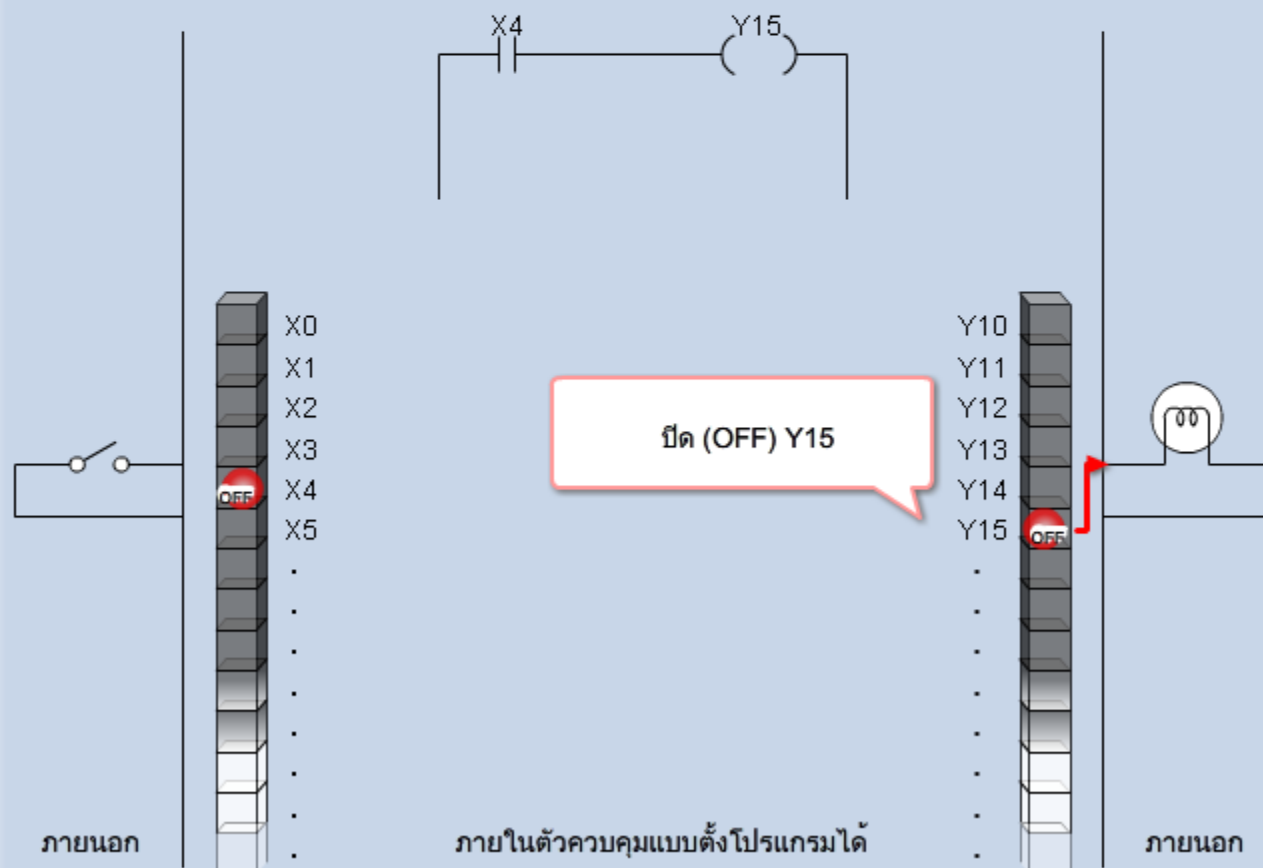 X4
Y15
X0
X1
X2
X3
OFF
X4
X5
.
.
.
.
.
.
.
.
Y10
Y11
Y12
Y13
Y14
Y15
OFF
.
.
.
.
.
.
.
.
ปิด (OFF) Y15
ภายนอก
ภายในตัวควบคุมแบบตั้งโปรแกรมได้
ภายนอก